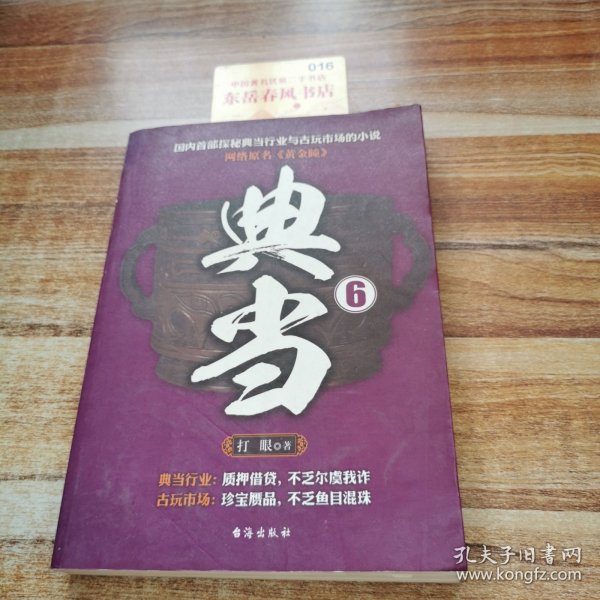 016
中国著名民营二手书店
东岳春风书店
国内首部探秘典当行业与古玩市场的小说
网络原名《黄金瞳》
典
当
6
打眼 著
典当行业：质押借贷，不乏尔虞我诈
古玩市场：珍宝赝品，不乏鱼目混珠
台海出版社
孔夫子旧书网
www.kongfz.com